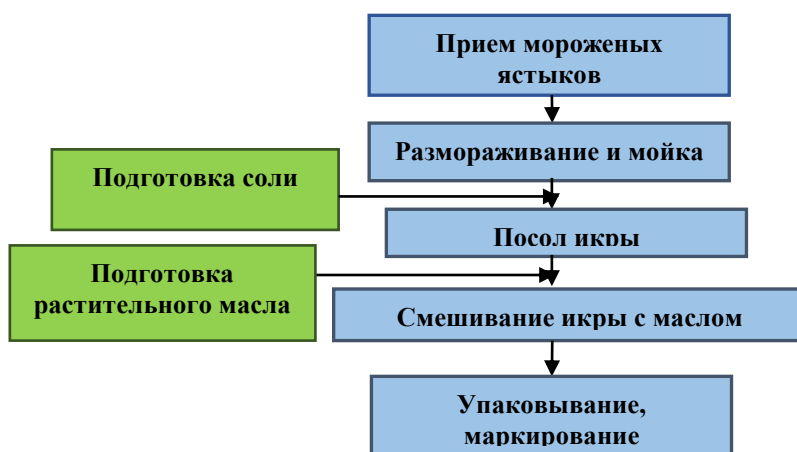 Прием мороженых
ястыков
Размораживание и мойка
Подготовка соли
Посол икры
Подготовка
растительного масла
Смешивание икры с маслом
Упаковывание,
маркирование